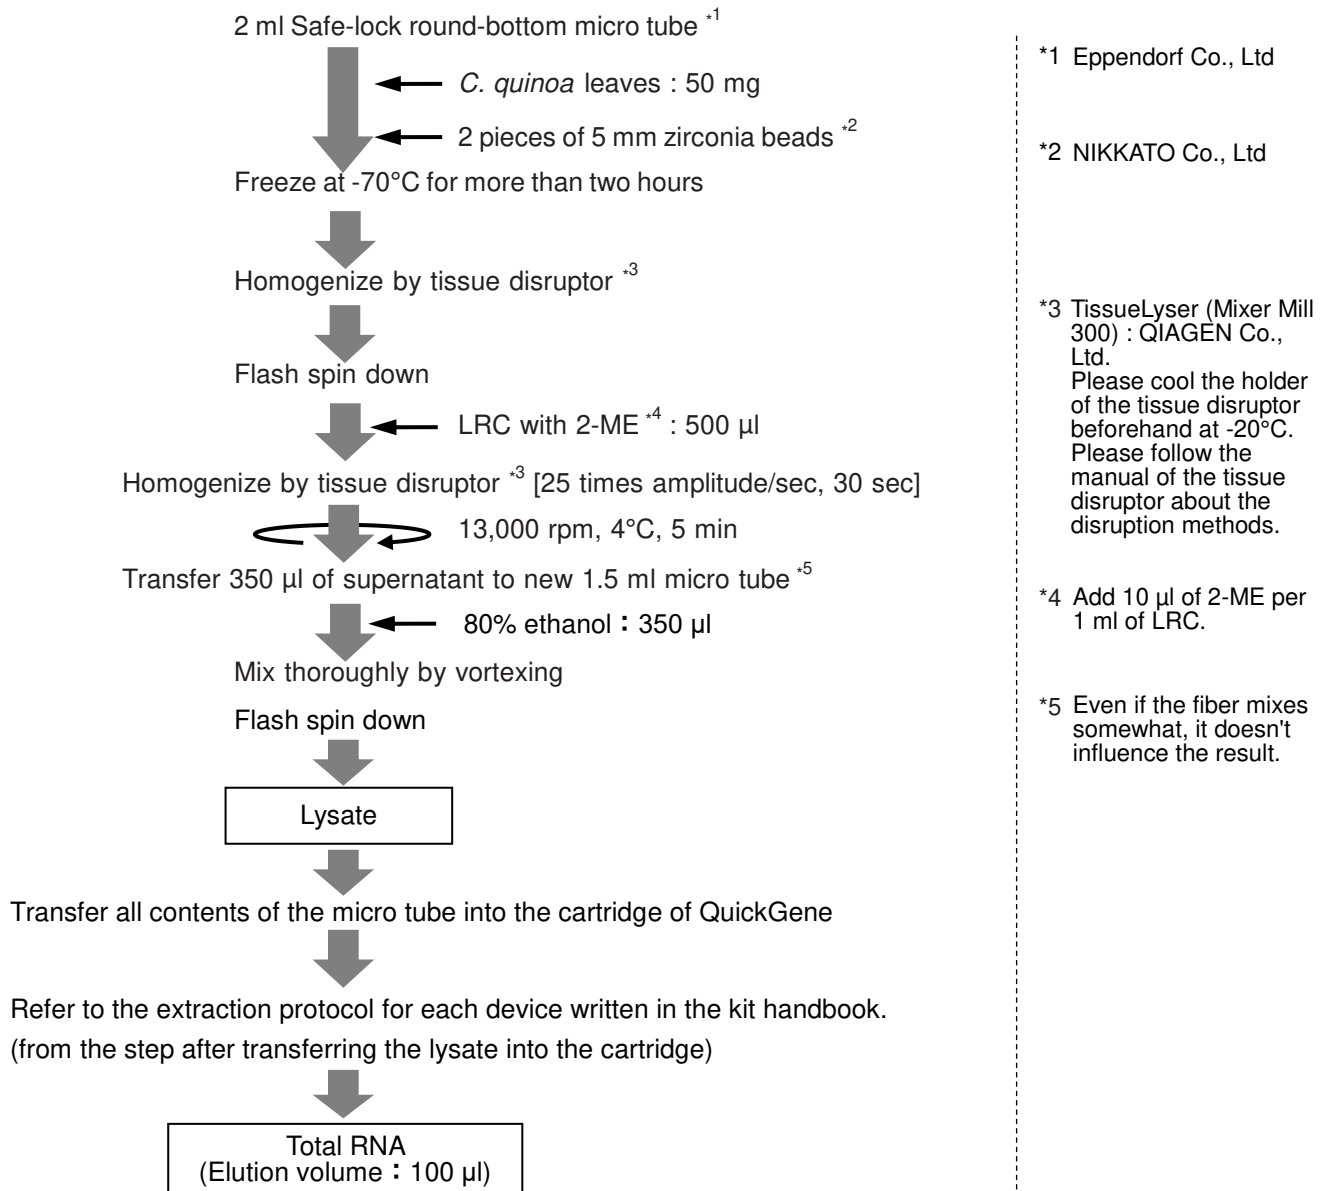 2 ml Safe-lock round-bottom micro tube *1
C. quinoa leaves : 50 mg
2 pieces of 5 mm zirconia beads *2
Freeze at -70°C for more than two hours
Homogenize by tissue disruptor *3
Flash spin down
LRC with 2-ME *4 : 500 µl
Homogenize by tissue disruptor *3 [25 times amplitude/sec, 30 sec]
13,000 rpm, 4°C, 5 min
Transfer 350 µl of supernatant to new 1.5 ml micro tube *5
80% ethanol : 350 µl
Mix thoroughly by vortexing
Flash spin down
Lysate
Transfer all contents of the micro tube into the cartridge of QuickGene
Refer to the extraction protocol for each device written in the kit handbook.
(from the step after transferring the lysate into the cartridge)
Total RNA
(Elution volume : 100 µl)
*1 Eppendorf Co., Ltd
*2 NIKKATO Co., Ltd
*3 TissueLyser (Mixer Mill
300) : QIAGEN Co.,
Ltd.
Please cool the holder
of the tissue disruptor
beforehand at -20°C.
Please follow the
manual of the tissue
disruptor about the
disruption methods.
*4 Add 10 µl of 2-ME per
1 ml of LRC.
*5 Even if the fiber mixes
somewhat, it doesn't
influence the result.